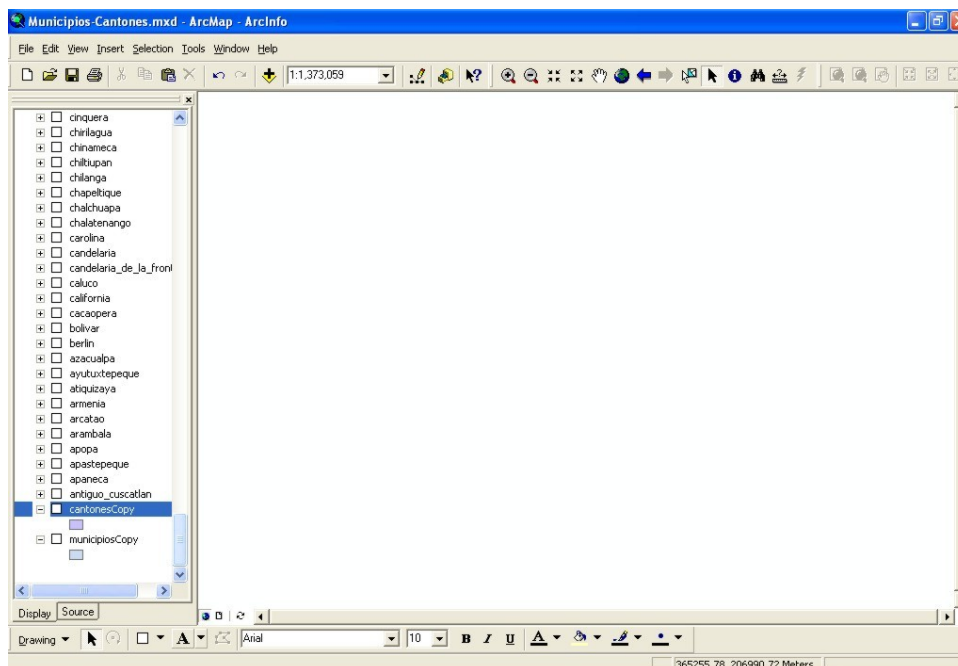 Municipios-Cantones.mxd - ArcMap - ArcInfo
File Edit View Insert Selection Tools Window Help
1:1,373,059
cinquera
chirilagua
chinameca
chiltiupan
chilanga
chapeltique
chalchuapa
chalatenango
carolina
candelaria
candelaria_de_la_front
caluco
california
cacaopera
bolivar
berlin
azacualpa
ayutuxtepeque
atiquizaya
armenia
arcatao
arambala
apopa
apastepeque
apaneca
antiguo_cuscatlan
cantonesCopy
municipiosCopy
Display Source
Drawing A Arial 10 B I U A
365255.78 206990.72 Meters